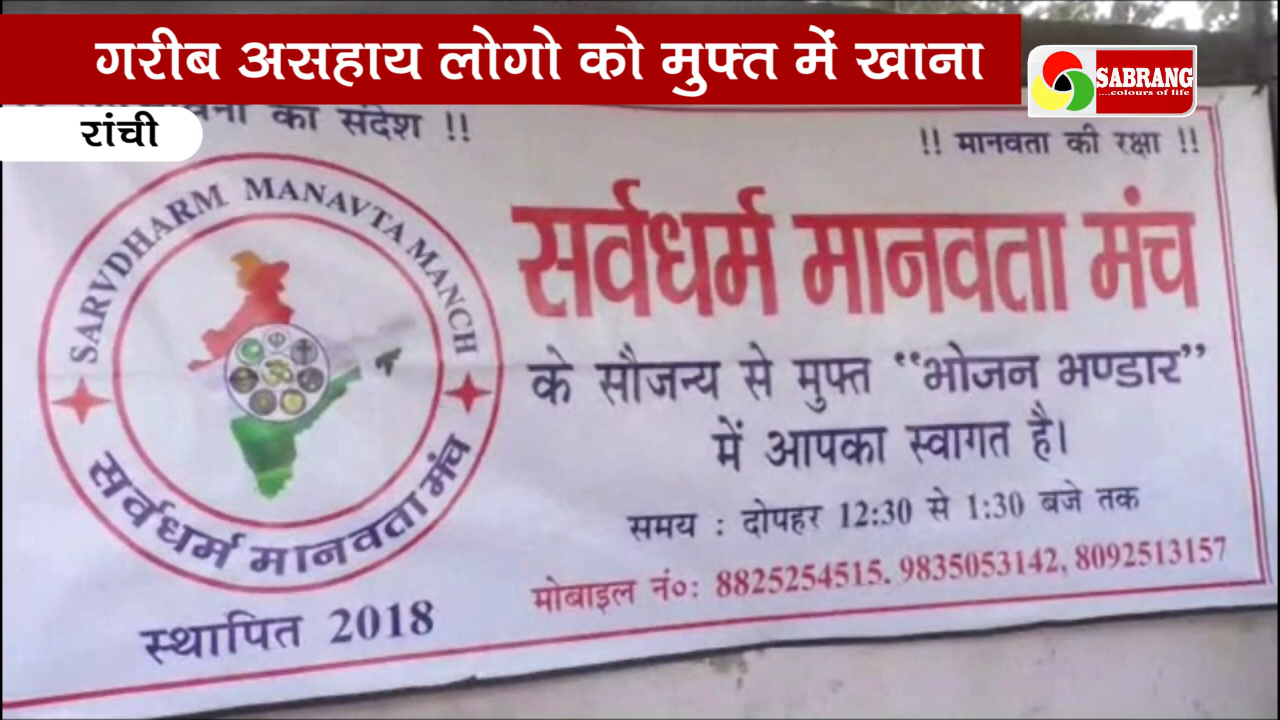 गरीब असहाय लोगो को मुफ्त में खाना
SABRANG
....colours of life
रांची
का संदेश !!
!! मानवता की रक्षा !!
SARVDHARM MANAVTA MANCH
सर्वधर्म मानवता मंच
स्थापित 2018
सर्वधर्म मानवता मंच
के सौजन्य से मुफ्त “भोजन भण्डार”
में आपका स्वागत है।
समय : दोपहर 12:30 से 1:30 बजे तक
मोबाइल नं०: 8825254515. 9835053142, 8092513157